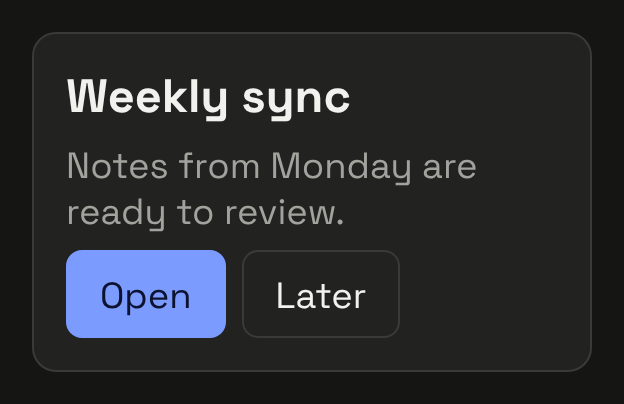 Weekly sync
Notes from Monday are
ready to review.
Open
Later